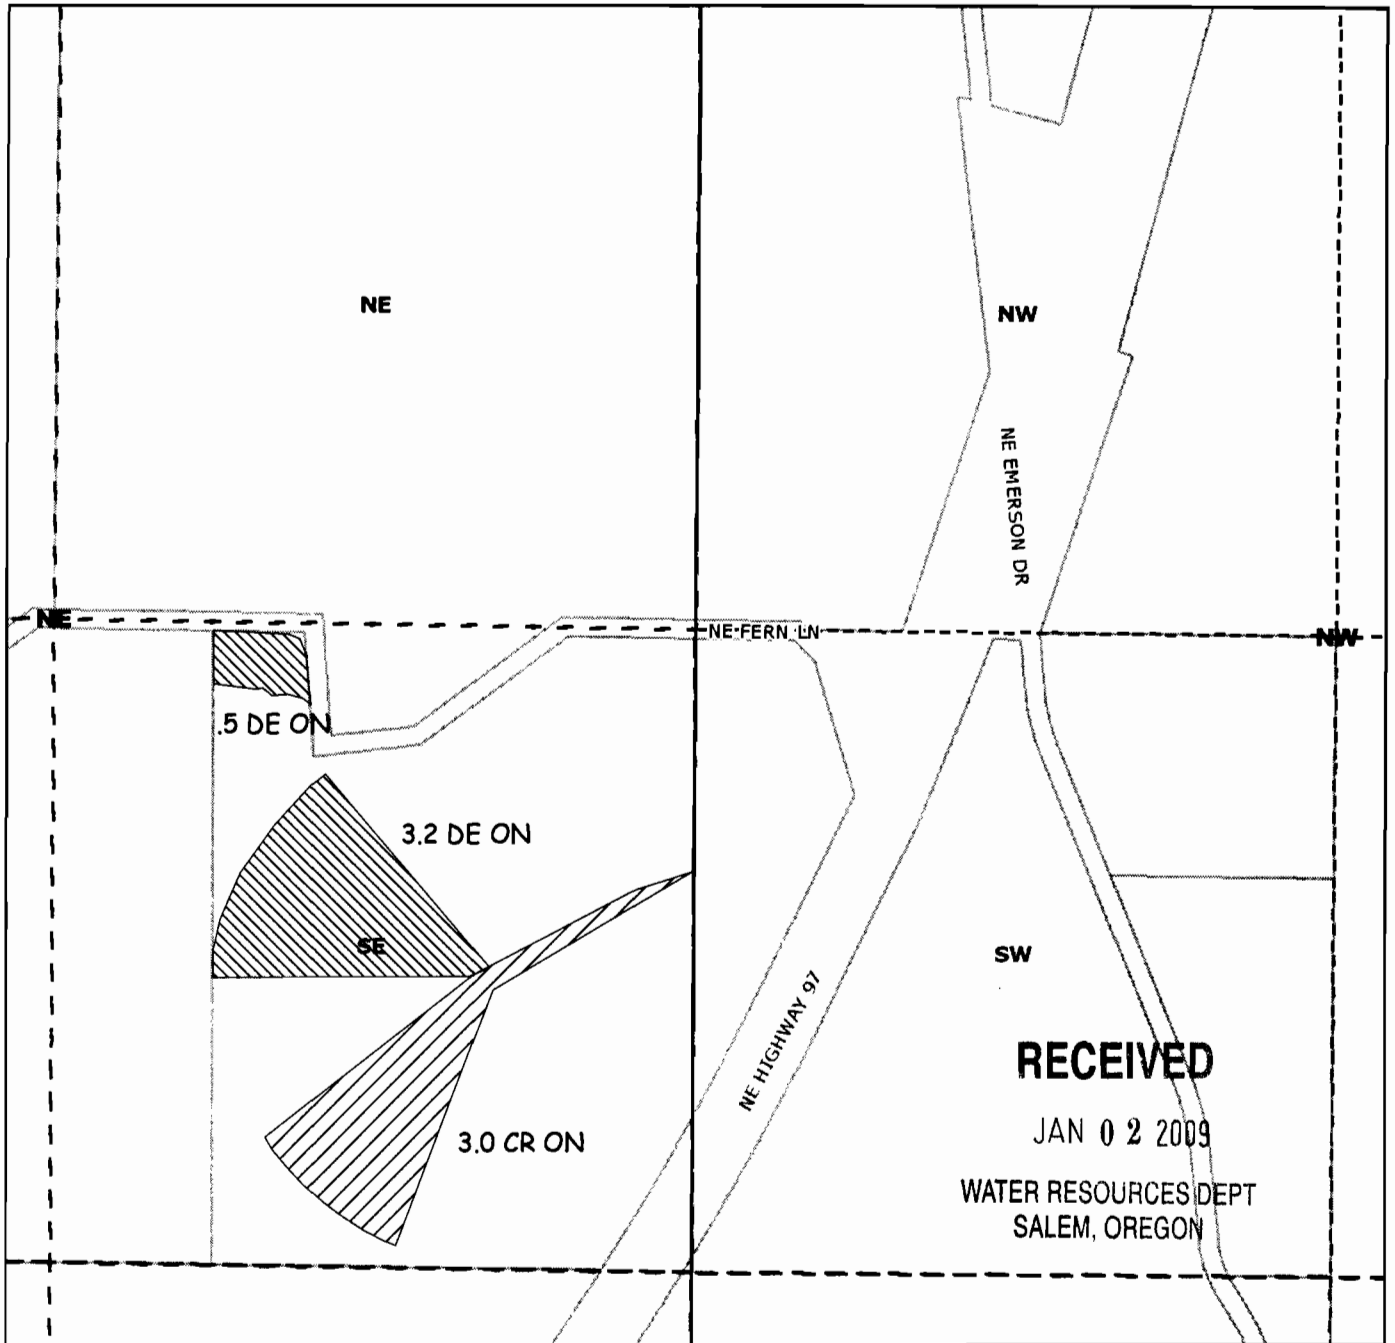 NE
NW
NE EMERSON DR
NE
NE FERN LN
NW
.5 DE ON
3.2 DE ON
SE
SW
NE HIGHWAY 97
3.0 CR ON
RECEIVED
JAN 02 2009
WATER RESOURCES DEPT
SALEM, OREGON